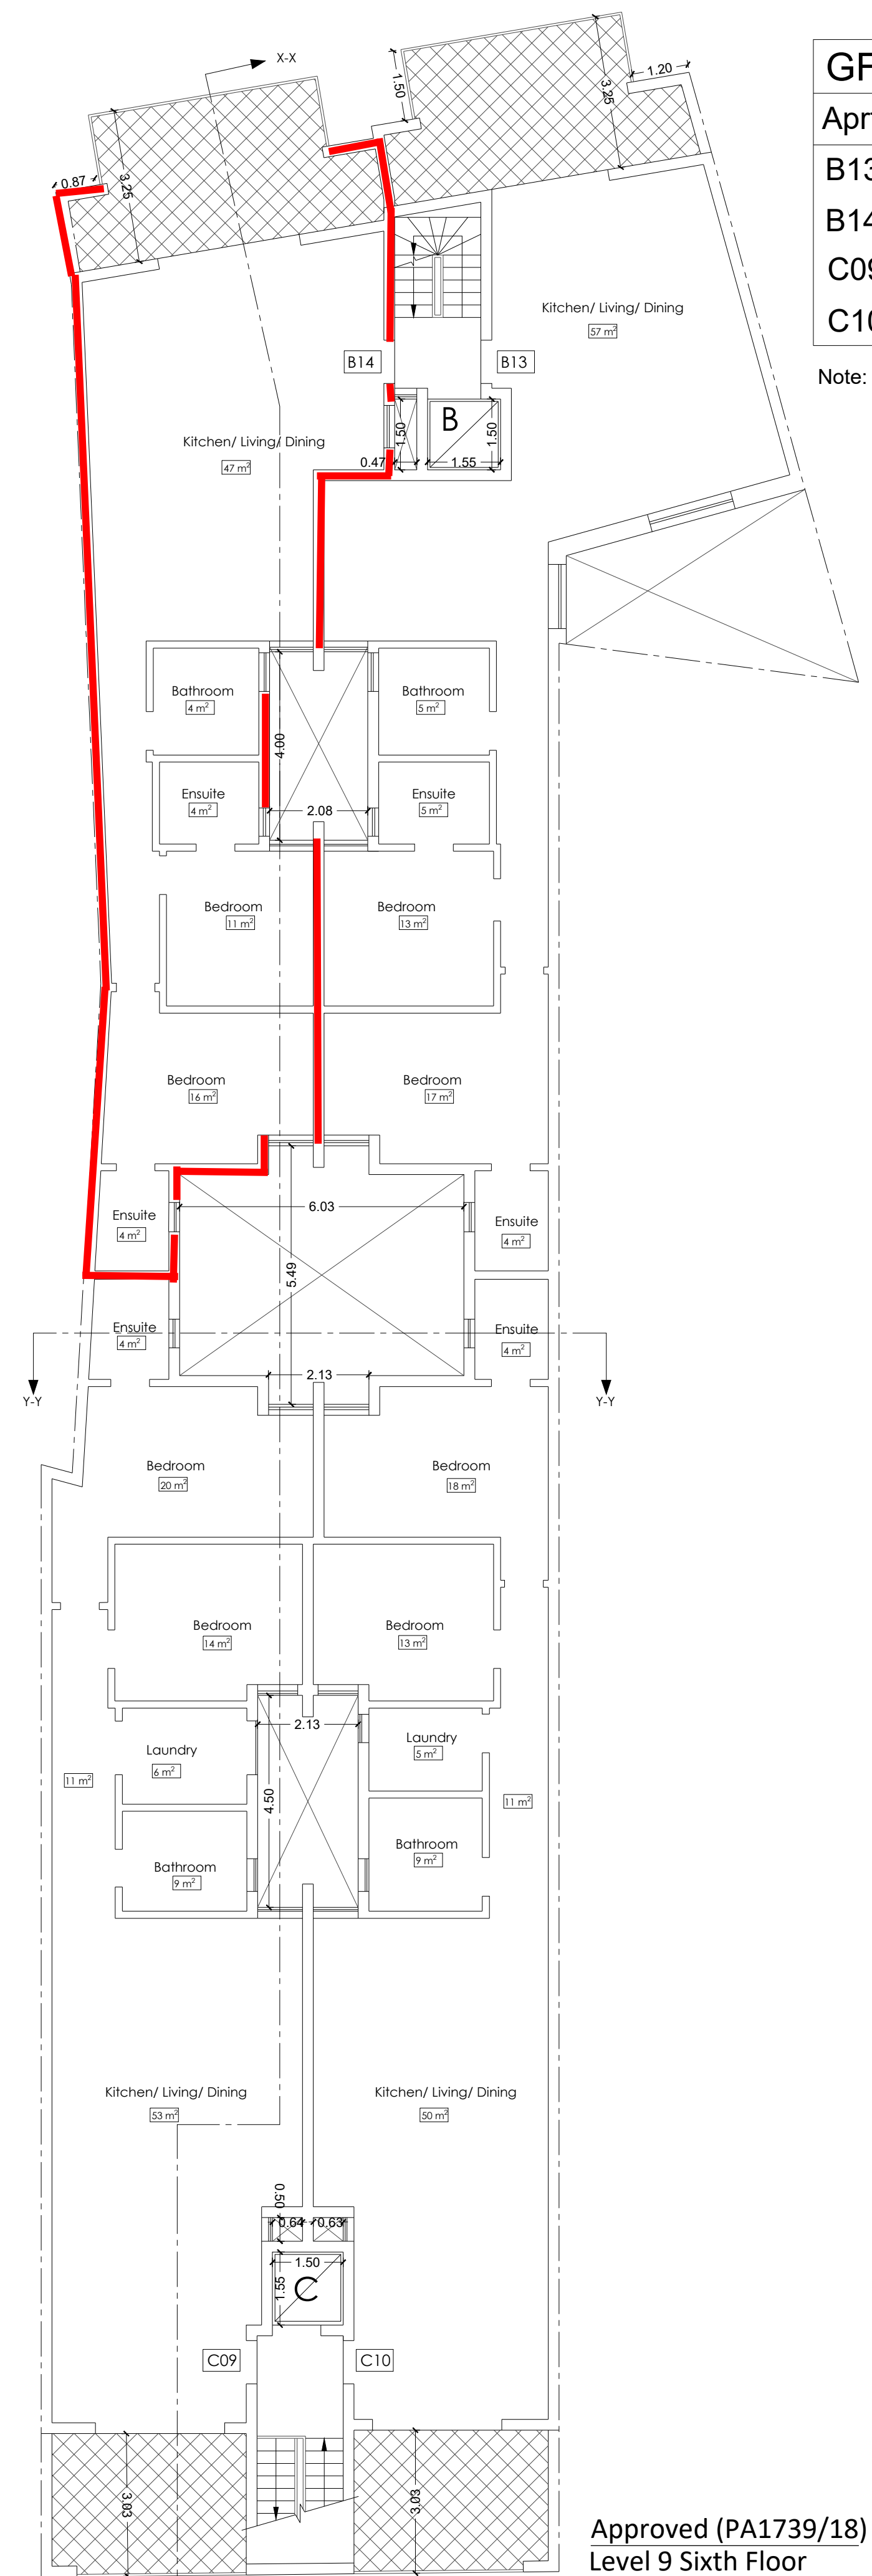 X-X
1.50
3.25
1.20
GF
Apr
B13
B14
C09
C10
Note:
0.87
3.25
Kitchen/ Living/ Dining
57 m²
B14
B13
B
1.50
1.50
0.47
1.55
Kitchen/ Living/ Dining
47 m²
Bathroom
4 m²
Bathroom
5 m²
4.00
Ensuite
4 m²
Ensuite
5 m²
2.08
Bedroom
11 m²
Bedroom
13 m²
Bedroom
16 m²
Bedroom
17 m²
6.03
5.49
Ensuite
4 m²
Ensuite
4 m²
Ensuite
4 m²
Ensuite
4 m²
2.13
Y-Y
Y-Y
Bedroom
20 m²
Bedroom
18 m²
Bedroom
14 m²
Bedroom
13 m²
2.13
Laundry
6 m²
Laundry
5 m²
11 m²
11 m²
4.50
Bathroom
9 m²
Bathroom
9 m²
Kitchen/ Living/ Dining
53 m²
Kitchen/ Living/ Dining
50 m²
0.50
0.64
0.63
1.50
1.55
C
C09
C10
3.03
3.03
Approved (PA1739/18)
Level 9 Sixth Floor